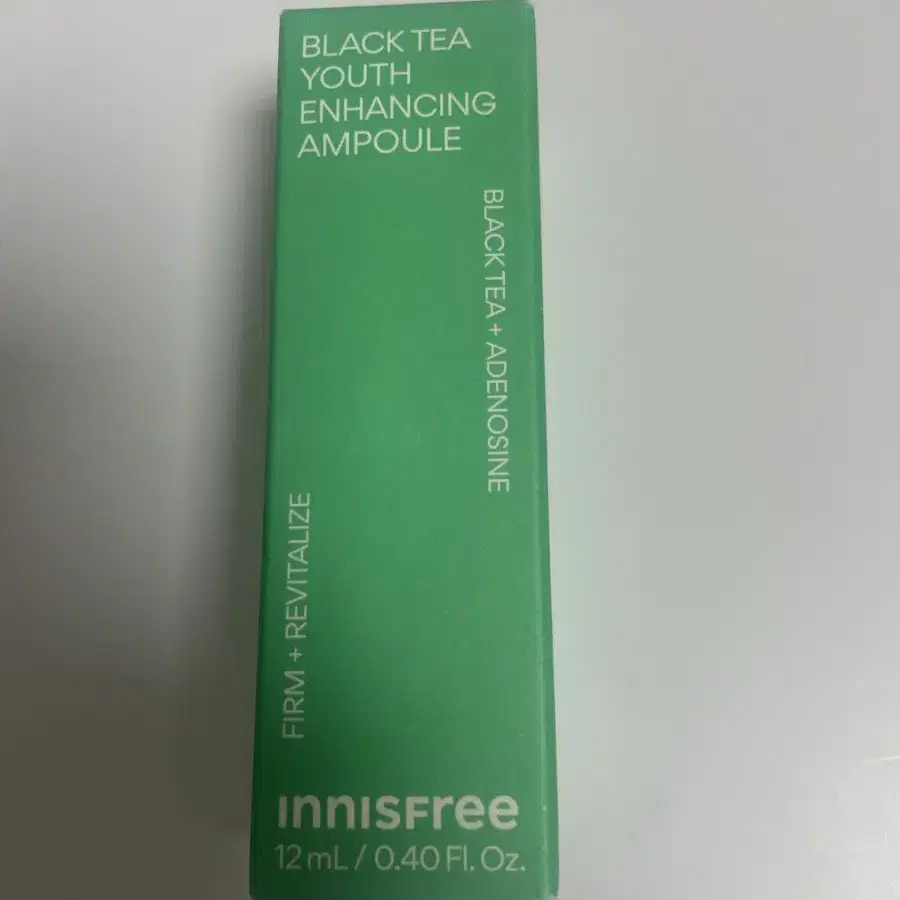 BLACK TEA
YOUTH
ENHANCING
AMPOULE
BLACK TEA + ADENOSINE
FIRM + REVITALIZE
INNISFree
12 mL / 0.40 Fl. Oz.